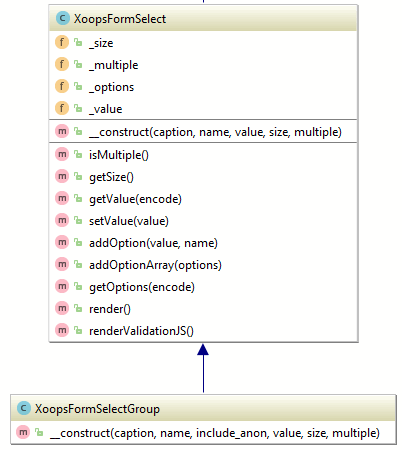 C XoopsFormSelect
f _size
f _multiple
f _options
f _value
m __construct(caption, name, value, size, multiple)
m isMultiple()
m getSize()
m getValue(encode)
m setValue(value)
m addOption(value, name)
m addOptionArray(options)
m getOptions(encode)
m render()
m renderValidationJS()
C XoopsFormSelectGroup
m __construct(caption, name, include_anon, value, size, multiple)